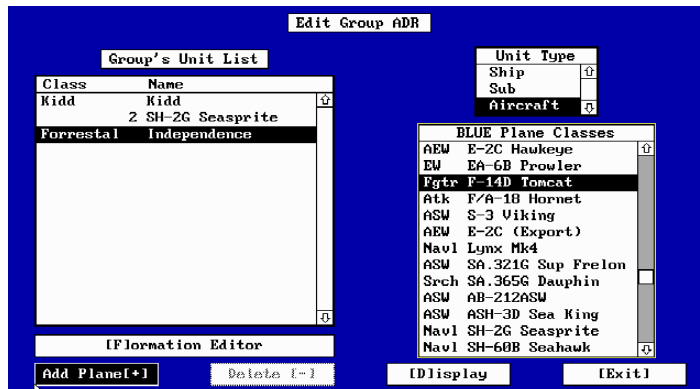 Edit Group ADR
Group's Unit List
Class Name
Kidd Kidd
2 SH-2G Seasprite
Forrestal Independence
[F]ormation Editor
Add Plane[+]
Delete [-]
Unit Type
Ship
Sub
Aircraft
BLUE Plane Classes
AEW E-2C Hawkeye
EW EA-6B Prowler
Fgtr F-14D Tomcat
Atk F/A-18 Hornet
ASW S-3 Viking
AEW E-2C (Export)
Navl Lynx Mk4
ASW SA.321G Sup Frelon
Srch SA.365G Dauphin
ASW AB-212ASW
ASW ASH-3D Sea King
Navl SH-2G Seasprite
Navl SH-60B Seahawk
[D]isplay
[Exit]